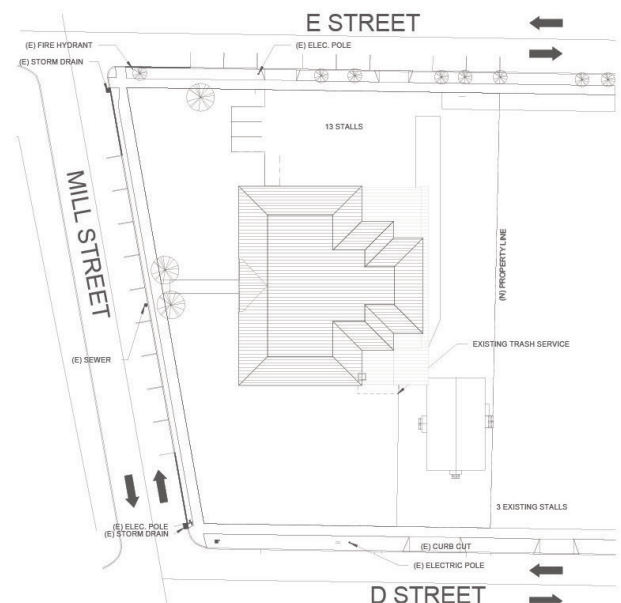 E STREET
(E) FIRE HYDRANT
(E) ELEC. POLE
(E) STORM DRAIN
13 STALLS
MILL STREET
(N) PROPERTY LINE
EXISTING TRASH SERVICE
(E) SEWER
3 EXISTING STALLS
(E) ELEC. POLE
(E) STORM DRAIN
(E) CURB CUT
(E) ELECTRIC POLE
D STREET